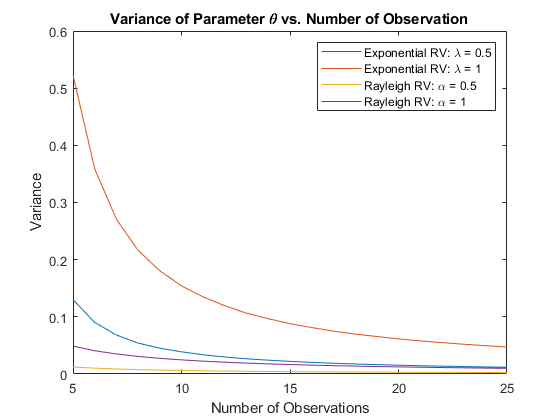 Variance of Parameter θ vs. Number of Observation
Exponential RV: λ = 0.5
Exponential RV: λ = 1
Rayleigh RV: α = 0.5
Rayleigh RV: α = 1
0.6
0.5
0.4
0.3
0.2
0.1
0
Variance
5 10 15 20 25
Number of Observations